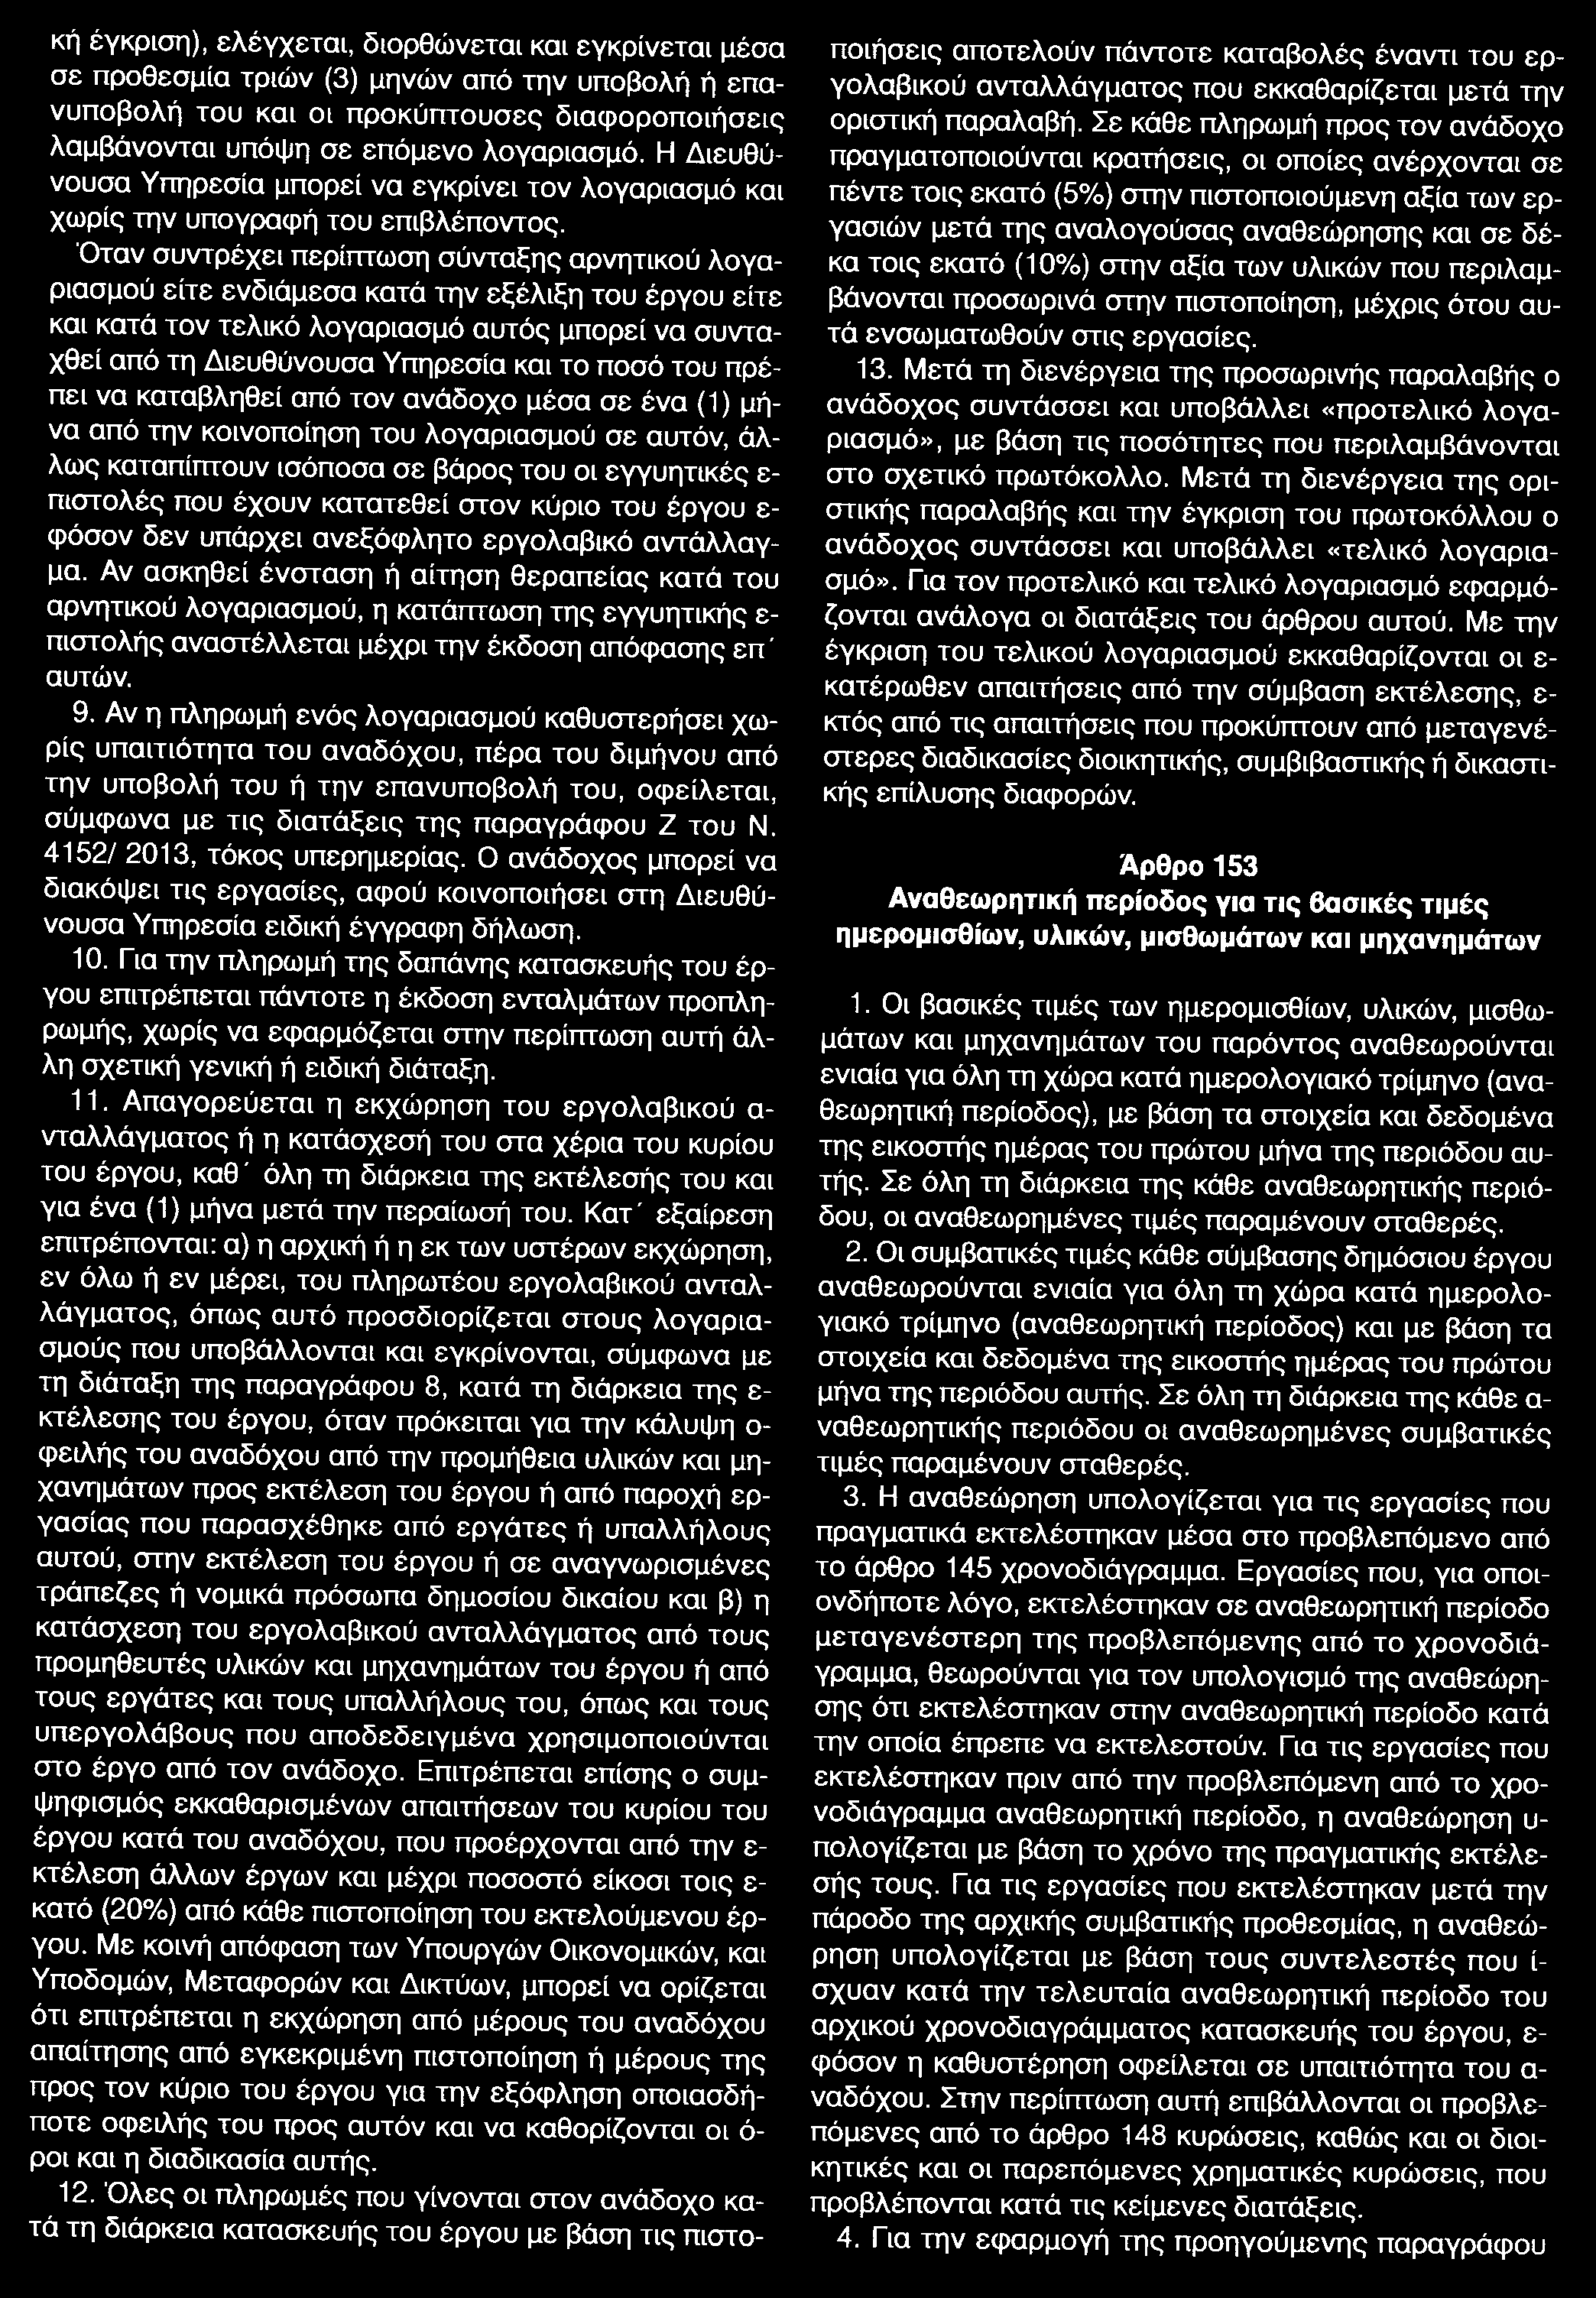 κή έγκριση), ελέγχεται, διορθώνεται και εγκρίνεται μέσα
σε προθεσμία τριών (3) μηνών από την υποβολή ή επα-
νυποβολή του και οι προκύπτουσες διαφοροποιήσεις
λαμβάνονται υπόψη σε επόμενο λογαριασμό. Η Διευθύ-
νουσα Υπηρεσία μπορεί να εγκρίνει τον λογαριασμό και
χωρίς την υπογραφή του επιβλέποντος.
Όταν συντρέχει περίπτωση σύνταξης αρνητικού λογα-
ριασμού είτε ενδιάμεσα κατά την εξέλιξη του έργου είτε
και κατά τον τελικό λογαριασμό αυτός μπορεί να συντα-
χθεί από τη Διευθύνουσα Υπηρεσία και το ποσό του πρέ-
πει να καταβληθεί από τον ανάδοχο μέσα σε ένα (1) μή-
να από την κοινοποίηση του λογαριασμού σε αυτόν, άλ-
λως καταπίπτουν ισόποσα σε βάρος του οι εγγυητικές ε-
πιστολές που έχουν κατατεθεί στον κύριο του έργου ε-
φόσον δεν υπάρχει ανεξόφλητο εργολαβικό αντάλλαγ-
μα. Αν ασκηθεί ένσταση ή αίτηση θεραπείας κατά του
αρνητικού λογαριασμού, η κατάπτωση της εγγυητικής ε-
πιστολής αναστέλλεται μέχρι την έκδοση απόφασης επ΄
αυτών.
9. Αν η πληρωμή ενός λογαριασμού καθυστερήσει χω-
ρίς υπαιτιότητα του αναδόχου, πέρα του διμήνου από
την υποβολή του ή την επανυποβολή του, οφείλεται,
σύμφωνα με τις διατάξεις της παραγράφου Ζ του Ν.
4152/ 2013, τόκος υπερημερίας. Ο ανάδοχος μπορεί να
διακόψει τις εργασίες, αφού κοινοποιήσει στη Διευθύ-
νουσα Υπηρεσία ειδική έγγραφη δήλωση.
10. Για την πληρωμή της δαπάνης κατασκευής του έρ-
γου επιτρέπεται πάντοτε η έκδοση ενταλμάτων προπλη-
ρωμής, χωρίς να εφαρμόζεται στην περίπτωση αυτή άλ-
λη σχετική γενική ή ειδική διάταξη.
11. Απαγορεύεται η εκχώρηση του εργολαβικού α-
νταλλάγματος ή η κατάσχεσή του στα χέρια του κυρίου
του έργου, καθ΄ όλη τη διάρκεια της εκτέλεσής του και
για ένα (1) μήνα μετά την περαίωσή του. Κατ΄ εξαίρεση
επιτρέπονται: α) η αρχική ή η εκ των υστέρων εκχώρηση,
εν όλω ή εν μέρει, του πληρωτέου εργολαβικού ανταλ-
λάγματος, όπως αυτό προσδιορίζεται στους λογαρια-
σμούς που υποβάλλονται και εγκρίνονται, σύμφωνα με
τη διάταξη της παραγράφου 8, κατά τη διάρκεια της ε-
κτέλεσης του έργου, όταν πρόκειται για την κάλυψη ο-
φειλής του αναδόχου από την προμήθεια υλικών και μη-
χανημάτων προς εκτέλεση του έργου ή από παροχή ερ-
γασίας που παρασχέθηκε από εργάτες ή υπαλλήλους
αυτού, στην εκτέλεση του έργου ή σε αναγνωρισμένες
τράπεζες ή νομικά πρόσωπα δημοσίου δικαίου και β) η
κατάσχεση του εργολαβικού ανταλλάγματος από τους
προμηθευτές υλικών και μηχανημάτων του έργου ή από
τους εργάτες και τους υπαλλήλους του, όπως και τους
υπεργολάβους που αποδεδειγμένα χρησιμοποιούνται
στο έργο από τον ανάδοχο. Επιτρέπεται επίσης ο συμ-
ψηφισμός εκκαθαρισμένων απαιτήσεων του κυρίου του
έργου κατά του αναδόχου, που προέρχονται από την ε-
κτέλεση άλλων έργων και μέχρι ποσοστό είκοσι τοις ε-
κατό (20%) από κάθε πιστοποίηση του εκτελούμενου έρ-
γου. Με κοινή απόφαση των Υπουργών Οικονομικών, και
Υποδομών, Μεταφορών και Δικτύων, μπορεί να ορίζεται
ότι επιτρέπεται η εκχώρηση από μέρους του αναδόχου
απαίτησης από εγκεκριμένη πιστοποίηση ή μέρους της
προς τον κύριο του έργου για την εξόφληση οποιασδή-
ποτε οφειλής του προς αυτόν και να καθορίζονται οι ό-
ροι και η διαδικασία αυτής.
12. Όλες οι πληρωμές που γίνονται στον ανάδοχο κα-
τά τη διάρκεια κατασκευής του έργου με βάση τις πιστο-
ποιήσεις αποτελούν πάντοτε καταβολές έναντι του ερ-
γολαβικού ανταλλάγματος που εκκαθαρίζεται μετά την
οριστική παραλαβή. Σε κάθε πληρωμή προς τον ανάδοχο
πραγματοποιούνται κρατήσεις, οι οποίες ανέρχονται σε
πέντε τοις εκατό (5%) στην πιστοποιούμενη αξία των ερ-
γασιών μετά της αναλογούσας αναθεώρησης και σε δέ-
κα τοις εκατό (10%) στην αξία των υλικών που περιλαμ-
βάνονται προσωρινά στην πιστοποίηση, μέχρις ότου αυ-
τά ενσωματωθούν στις εργασίες.
13. Μετά τη διενέργεια της προσωρινής παραλαβής ο
ανάδοχος συντάσσει και υποβάλλει «προτελικό λογα-
ριασμό», με βάση τις ποσότητες που περιλαμβάνονται
στο σχετικό πρωτόκολλο. Μετά τη διενέργεια της ορι-
στικής παραλαβής και την έγκριση του πρωτοκόλλου ο
ανάδοχος συντάσσει και υποβάλλει «τελικό λογαρια-
σμό». Για τον προτελικό και τελικό λογαριασμό εφαρμό-
ζονται ανάλογα οι διατάξεις του άρθρου αυτού. Με την
έγκριση του τελικού λογαριασμού εκκαθαρίζονται οι ε-
κατέρωθεν απαιτήσεις από την σύμβαση εκτέλεσης, ε-
κτός από τις απαιτήσεις που προκύπτουν από μεταγενέ-
στερες διαδικασίες διοικητικής, συμβιβαστικής ή δικαστι-
κής επίλυσης διαφορών.
Άρθρο 153
Αναθεωρητική περίοδος για τις βασικές τιμές
ημερομισθίων, υλικών, μισθωμάτων και μηχανημάτων
1. Οι βασικές τιμές των ημερομισθίων, υλικών, μισθω-
μάτων και μηχανημάτων του παρόντος αναθεωρούνται
ενιαία για όλη τη χώρα κατά ημερολογιακό τρίμηνο (ανα-
θεωρητική περίοδος), με βάση τα στοιχεία και δεδομένα
της εικοστής ημέρας του πρώτου μήνα της περιόδου αυ-
τής. Σε όλη τη διάρκεια της κάθε αναθεωρητικής περιό-
δου, οι αναθεωρημένες τιμές παραμένουν σταθερές.
2. Οι συμβατικές τιμές κάθε σύμβασης δημόσιου έργου
αναθεωρούνται ενιαία για όλη τη χώρα κατά ημερολο-
γιακό τρίμηνο (αναθεωρητική περίοδος) και με βάση τα
στοιχεία και δεδομένα της εικοστής ημέρας του πρώτου
μήνα της περιόδου αυτής. Σε όλη τη διάρκεια της κάθε α-
ναθεωρητικής περιόδου οι αναθεωρημένες συμβατικές
τιμές παραμένουν σταθερές.
3. Η αναθεώρηση υπολογίζεται για τις εργασίες που
πραγματικά εκτελέστηκαν μέσα στο προβλεπόμενο από
το άρθρο 145 χρονοδιάγραμμα. Εργασίες που, για οποι-
ονδήποτε λόγο, εκτελέστηκαν σε αναθεωρητική περίοδο
μεταγενέστερη της προβλεπόμενης από το χρονοδιά-
γραμμα, θεωρούνται για τον υπολογισμό της αναθεώρη-
σης ότι εκτελέστηκαν στην αναθεωρητική περίοδο κατά
την οποία έπρεπε να εκτελεστούν. Για τις εργασίες που
εκτελέστηκαν πριν από την προβλεπόμενη από το χρο-
νοδιάγραμμα αναθεωρητική περίοδο, η αναθεώρηση υ-
πολογίζεται με βάση το χρόνο της πραγματικής εκτέλε-
σής τους. Για τις εργασίες που εκτελέστηκαν μετά την
πάροδο της αρχικής συμβατικής προθεσμίας, η αναθεώ-
ρηση υπολογίζεται με βάση τους συντελεστές που ί-
σχυαν κατά την τελευταία αναθεωρητική περίοδο του
αρχικού χρονοδιαγράμματος κατασκευής του έργου, ε-
φόσον η καθυστέρηση οφείλεται σε υπαιτιότητα του α-
ναδόχου. Στην περίπτωση αυτή επιβάλλονται οι προβλε-
πόμενες από το άρθρο 148 κυρώσεις, καθώς και οι διοι-
κητικές και οι παρεπόμενες χρηματικές κυρώσεις, που
προβλέπονται κατά τις κείμενες διατάξεις.
4. Για την εφαρμογή της προηγούμενης παραγράφου